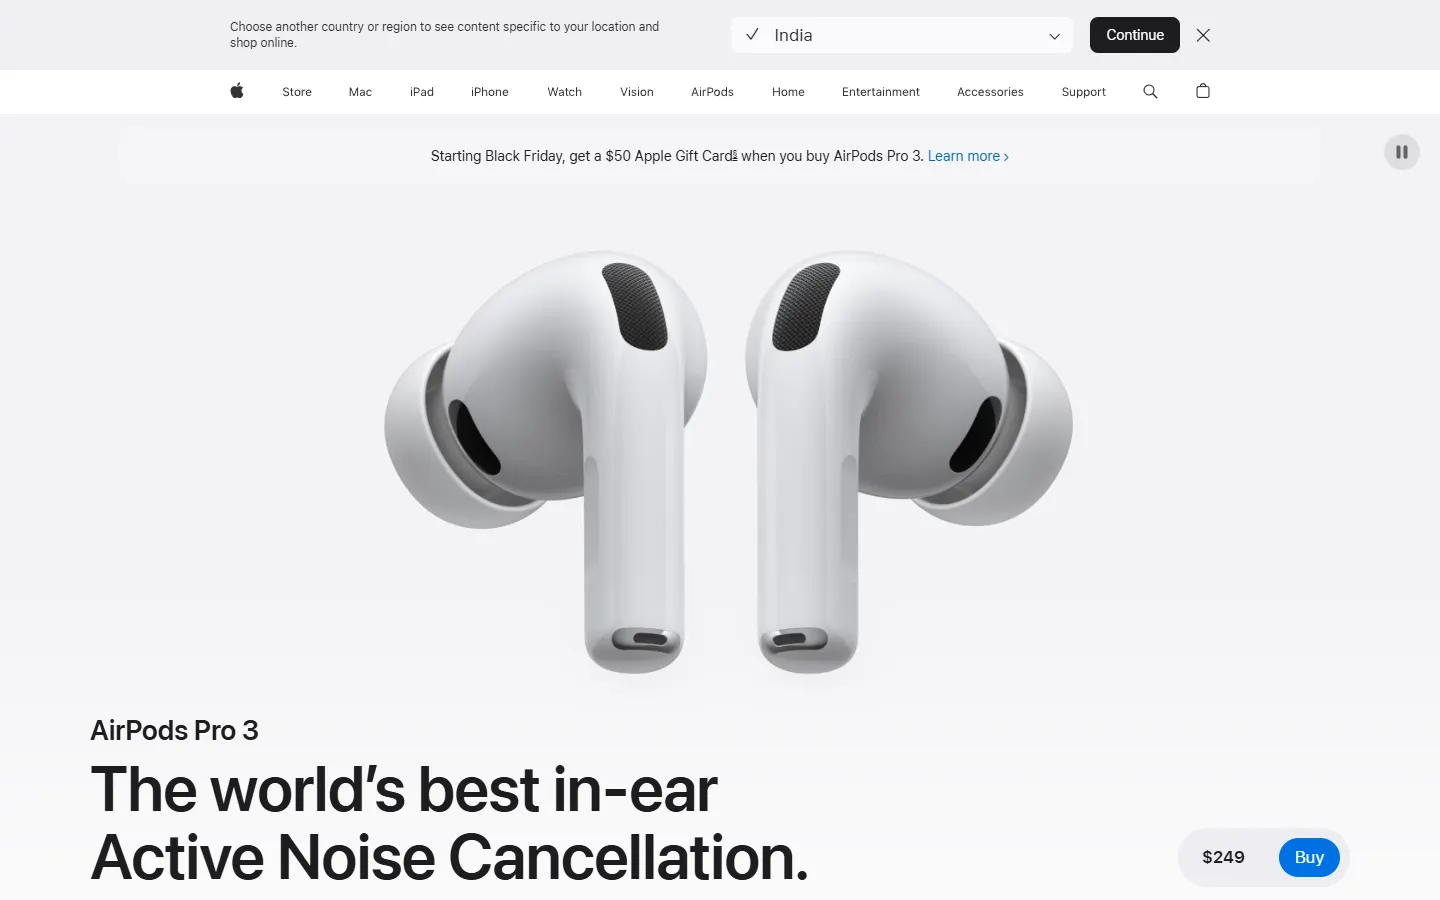 Choose another country or region to see content specific to your location and
shop online.
India
Continue
Store Mac iPad iPhone Watch Vision AirPods Home Entertainment Accessories Support
Starting Black Friday, get a $50 Apple Gift Card when you buy AirPods Pro 3. Learn more ›
AirPods Pro 3
The world’s best in-ear
Active Noise Cancellation.
$249 Buy